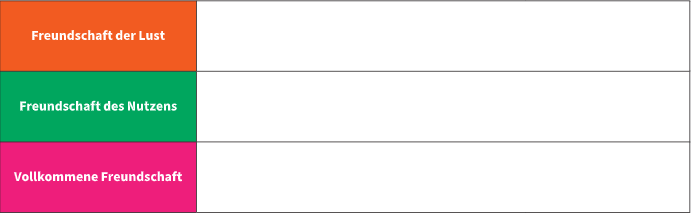 Freundschaft der Lust
Freundschaft des Nutzens
Vollkommene Freundschaft